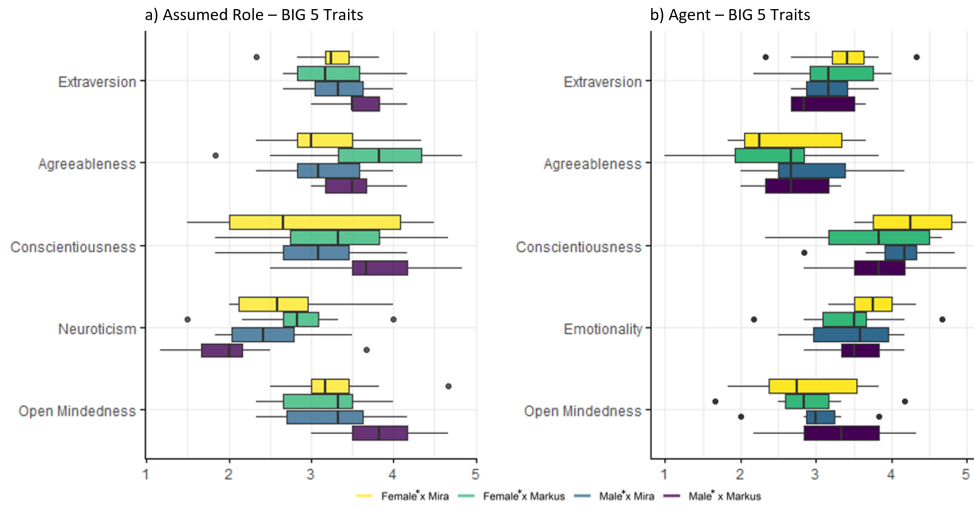 a) Assumed Role – BIG 5 Traits
Extraversion
Agreeableness
Conscientiousness
Neuroticism
Open Mindedness
1 2 3 4 5
b) Agent – BIG 5 Traits
Extraversion
Agreeableness
Conscientiousness
Emotionality
Open Mindedness
1 2 3 4 5
Female* x Mira Female* x Markus Male* x Mira Male* x Markus